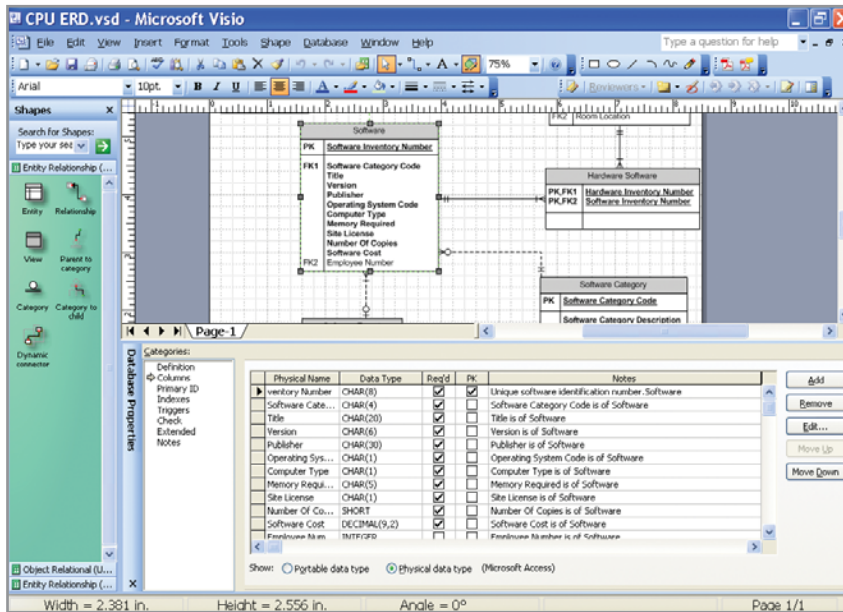 CPU ERD.vsd - Microsoft Visio
File Edit View Insert Format Tools Shape Database Window Help Type a question for help
75%
Arial 10pt. B I U Reviewers
Shapes
Search for Shapes:
Type your sea
Entity Relationship (...
Entity Relationship
View Parent to category
Category Category to child
Dynamic connector
Object Relational (U...
Entity Relationship (...
Software
PK Software Inventory Number
FK1 Software Category Code
Title
Version
Publisher
Operating System Code
Computer Type
Memory Required
Site License
Number Of Copies
Software Cost
FK2 Employee Number
FK2 Room Location
Hardware Software
PK,FK1 Hardware Inventory Number
PK,FK2 Software Inventory Number
Software Category
PK Software Category Code
Software Category Description
Page-1
Database Properties
Categories:
Definition
Columns
Primary ID
Indexes
Triggers
Check
Extended
Notes
Physical Name Data Type Req'd PK Notes
ventory Number CHAR(8) Unique software identification number.Software
Software Cate... CHAR(4) Software Category Code is of Software
Title CHAR(20) Title is of Software
Version CHAR(6) Version is of Software
Publisher CHAR(30) Publisher is of Software
Operating Sys... CHAR(1) Operating System Code is of Software
Computer Type CHAR(1) Computer Type is of Software
Memory Requi... CHAR(5) Memory Required is of Software
Site License CHAR(1) Site License is of Software
Number Of Co... SHORT Number Of Copies is of Software
Software Cost DECIMAL(9,2) Software Cost is of Software
Employee Num INTEGER Employee Number is of Software
Add
Remove
Edit...
Move Up
Move Down
Show: Portable data type Physical data type (Microsoft Access)
Width = 2.381 in. Height = 2.556 in. Angle = 0° Page 1/1